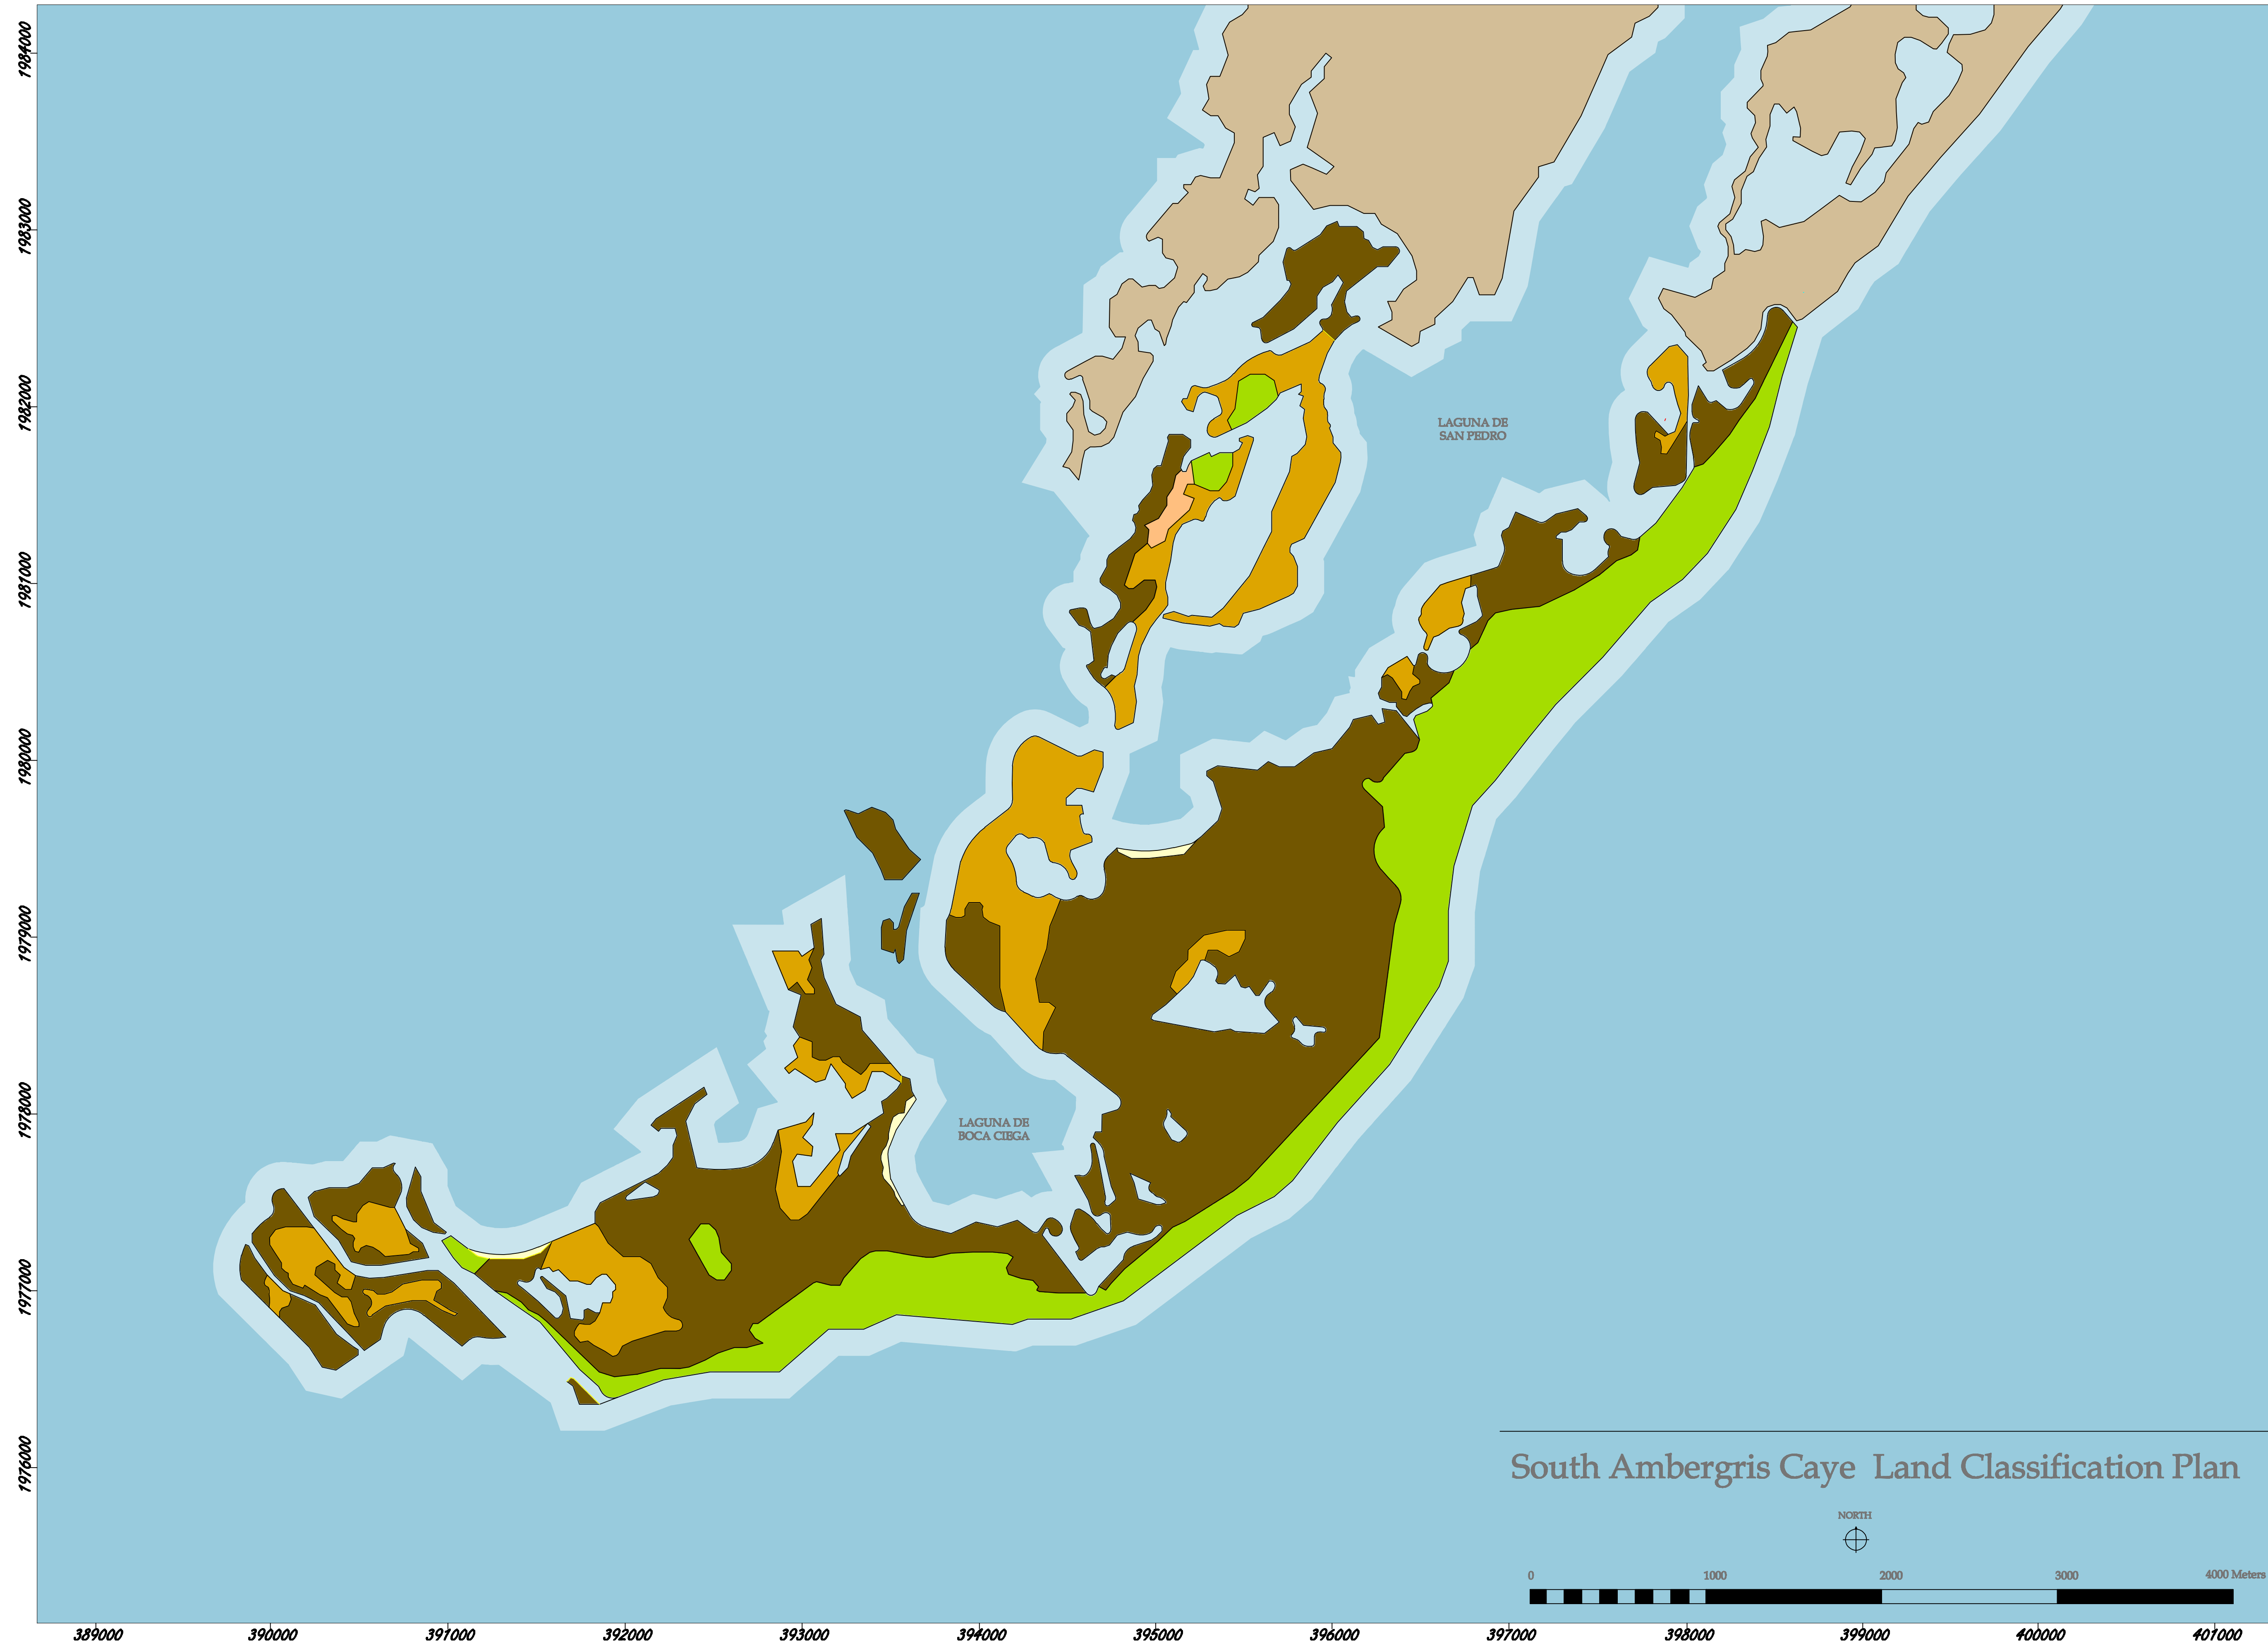 1984000
1983000
1982000
LAGUNA DE
SAN PEDRO
1981000
1980000
1979000
1978000
LAGUNA DE
BOCA CIEGA
1977000
1976000
South Ambergris Caye Land Classification Plan
NORTH
0 1000 2000 3000 4000 Meters
389000 390000 391000 392000 393000 394000 395000 396000 397000 398000 399000 400000 401000